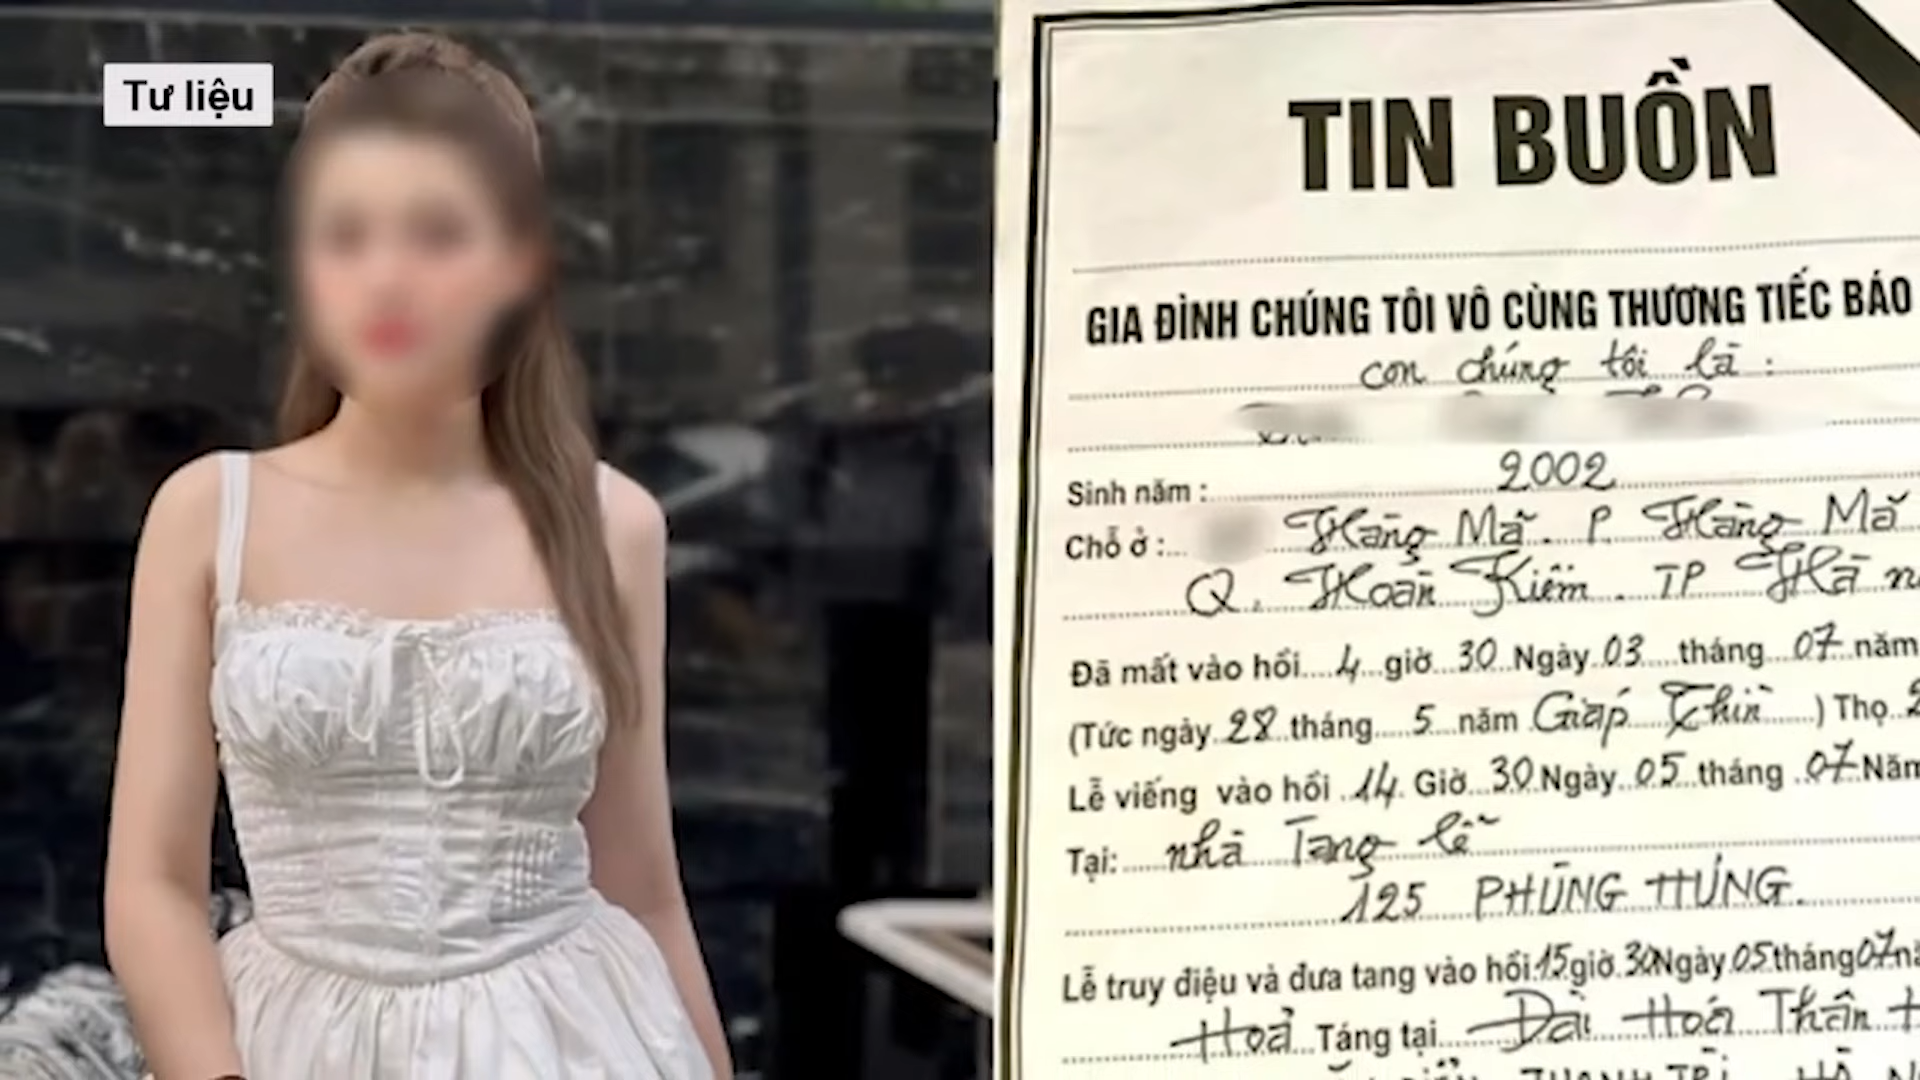 Tư liệu
TIN BUỒN
GIA ĐÌNH CHÚNG TÔI VÔ CÙNG THƯƠNG TIẾC BÁO
con chúng tôi là :
Sinh năm : 2002
Chỗ ở : Hàng Mã . P. Hàng Mã
Q. Hoàn Kiếm . TP Hà
Đã mất vào hồi 4 giờ 30 Ngày 03 tháng 07 năm
(Tức ngày 28 tháng 5 năm Giáp Thìn ) Thọ
Lễ viếng vào hồi 14 Giờ 30 Ngày 05 tháng 07 Năm
Tại: nhà Tang lễ
125 PHÙNG HƯNG.
Lễ truy điệu và đưa tang vào hồi 15 giờ 30 Ngày 05 tháng 07
Hoả Táng tại Đài Hoá Thân